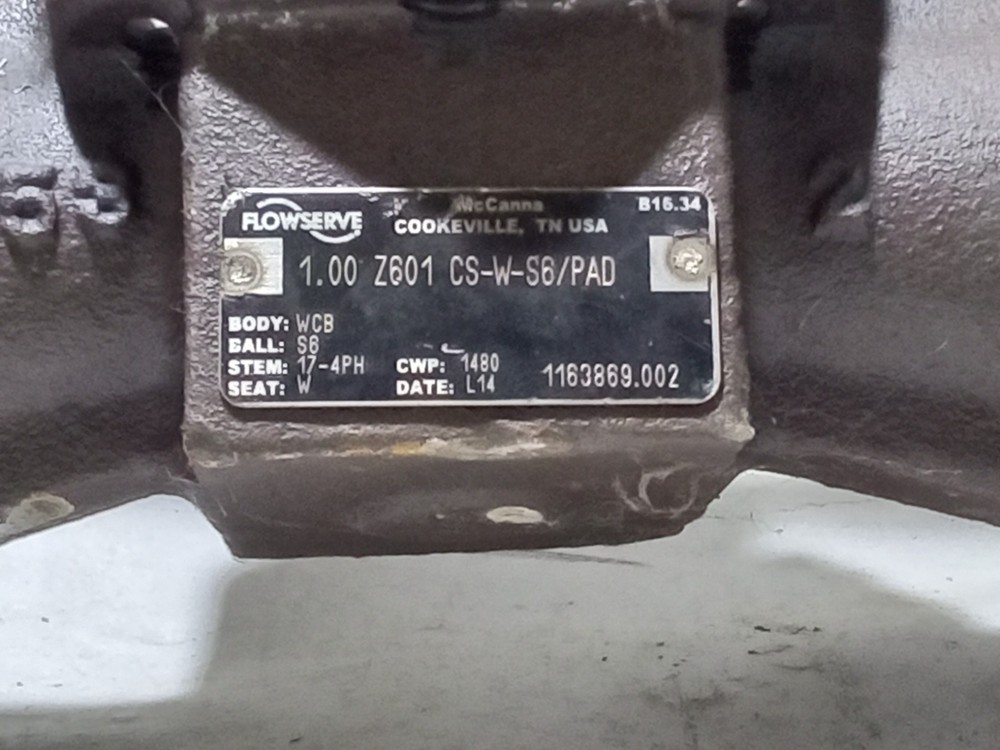 FLOWSERVE
McCanna
COOKEVILLE, TN USA
B16.34
1.00 Z601 CS-W-S6/PAD
BODY: WCB
BALL: S6
STEM: 17-4PH CWP: 1480
SEAT: W DATE: L14
1163869.002